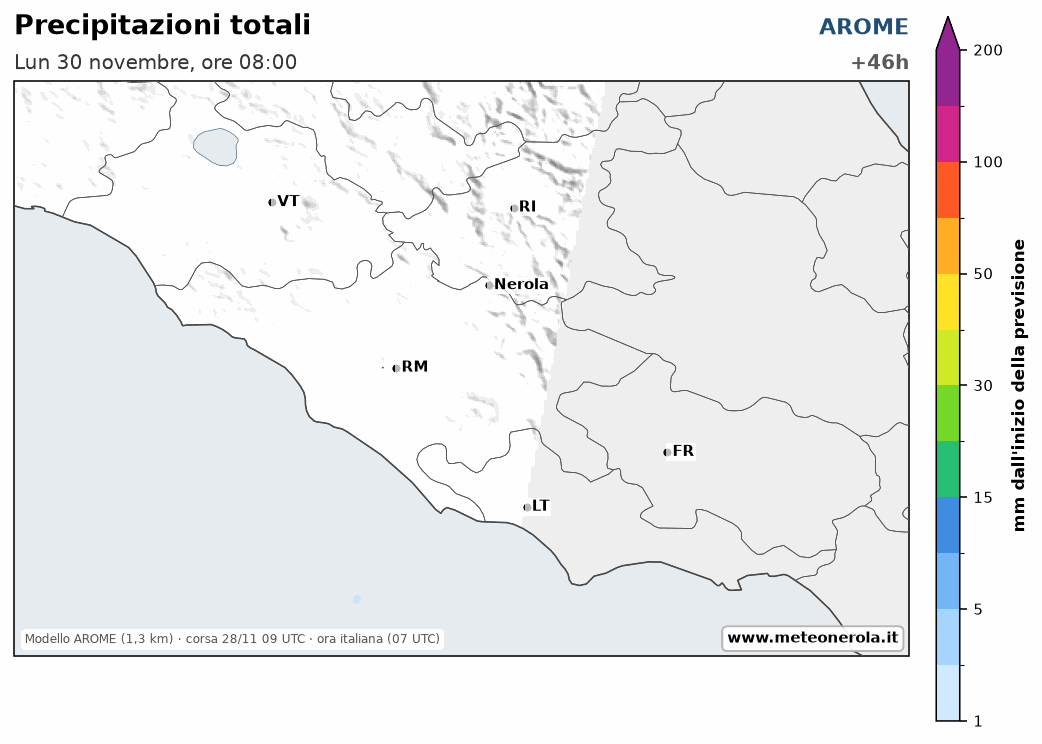 Precipitazioni totali
AROME
Lun 30 novembre, ore 08:00
+46h
200
100
50
30
15
5
1
mm dall'inizio della previsione
VT
RI
Nerola
RM
FR
LT
Modello AROME (1,3 km) · corsa 28/11 09 UTC · ora italiana (07 UTC)
www.meteonerola.it